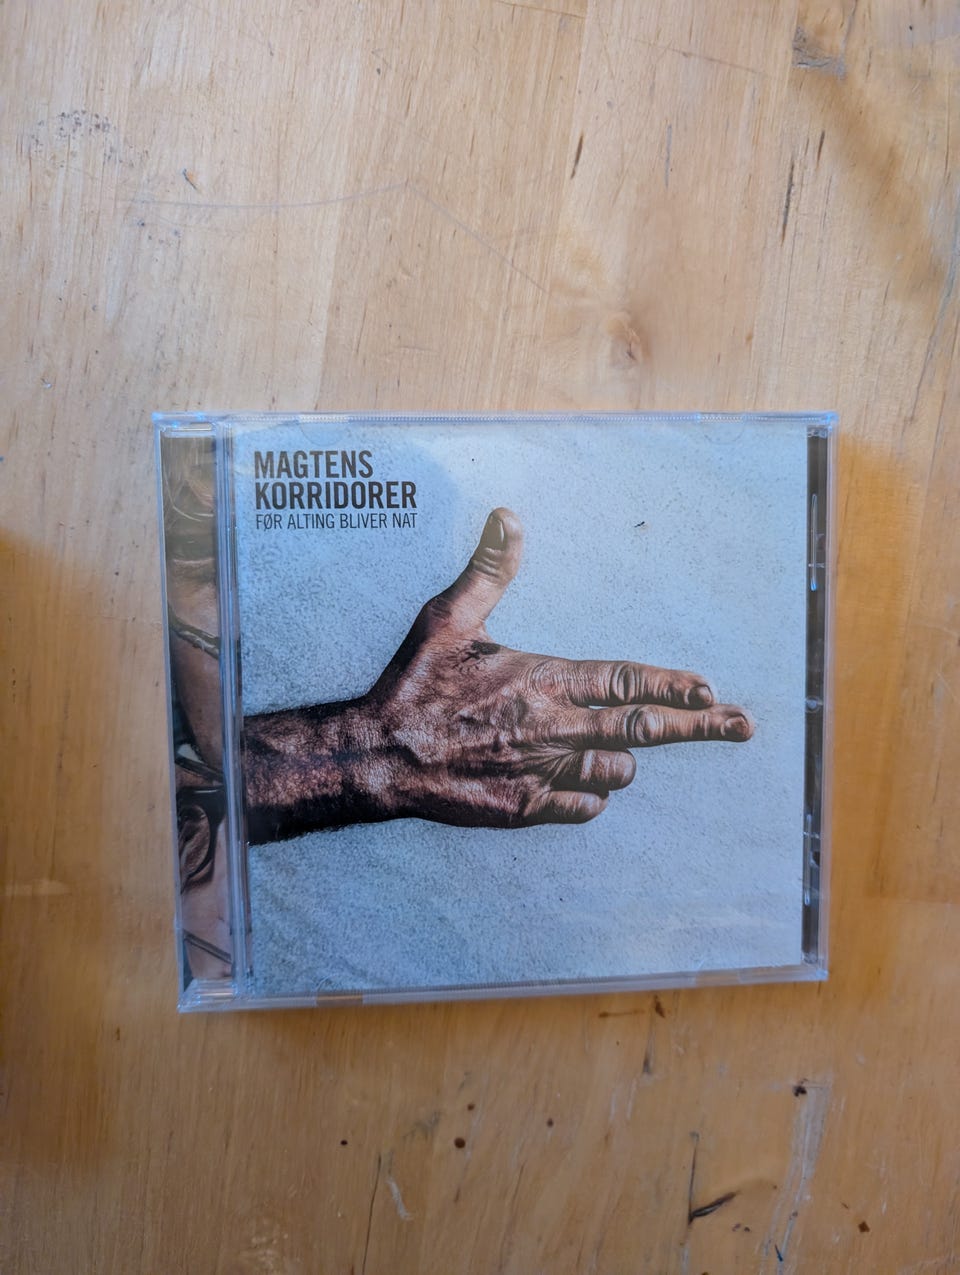 MAGTENS
KORRIDORER
FØR ALTING BLIVER NAT